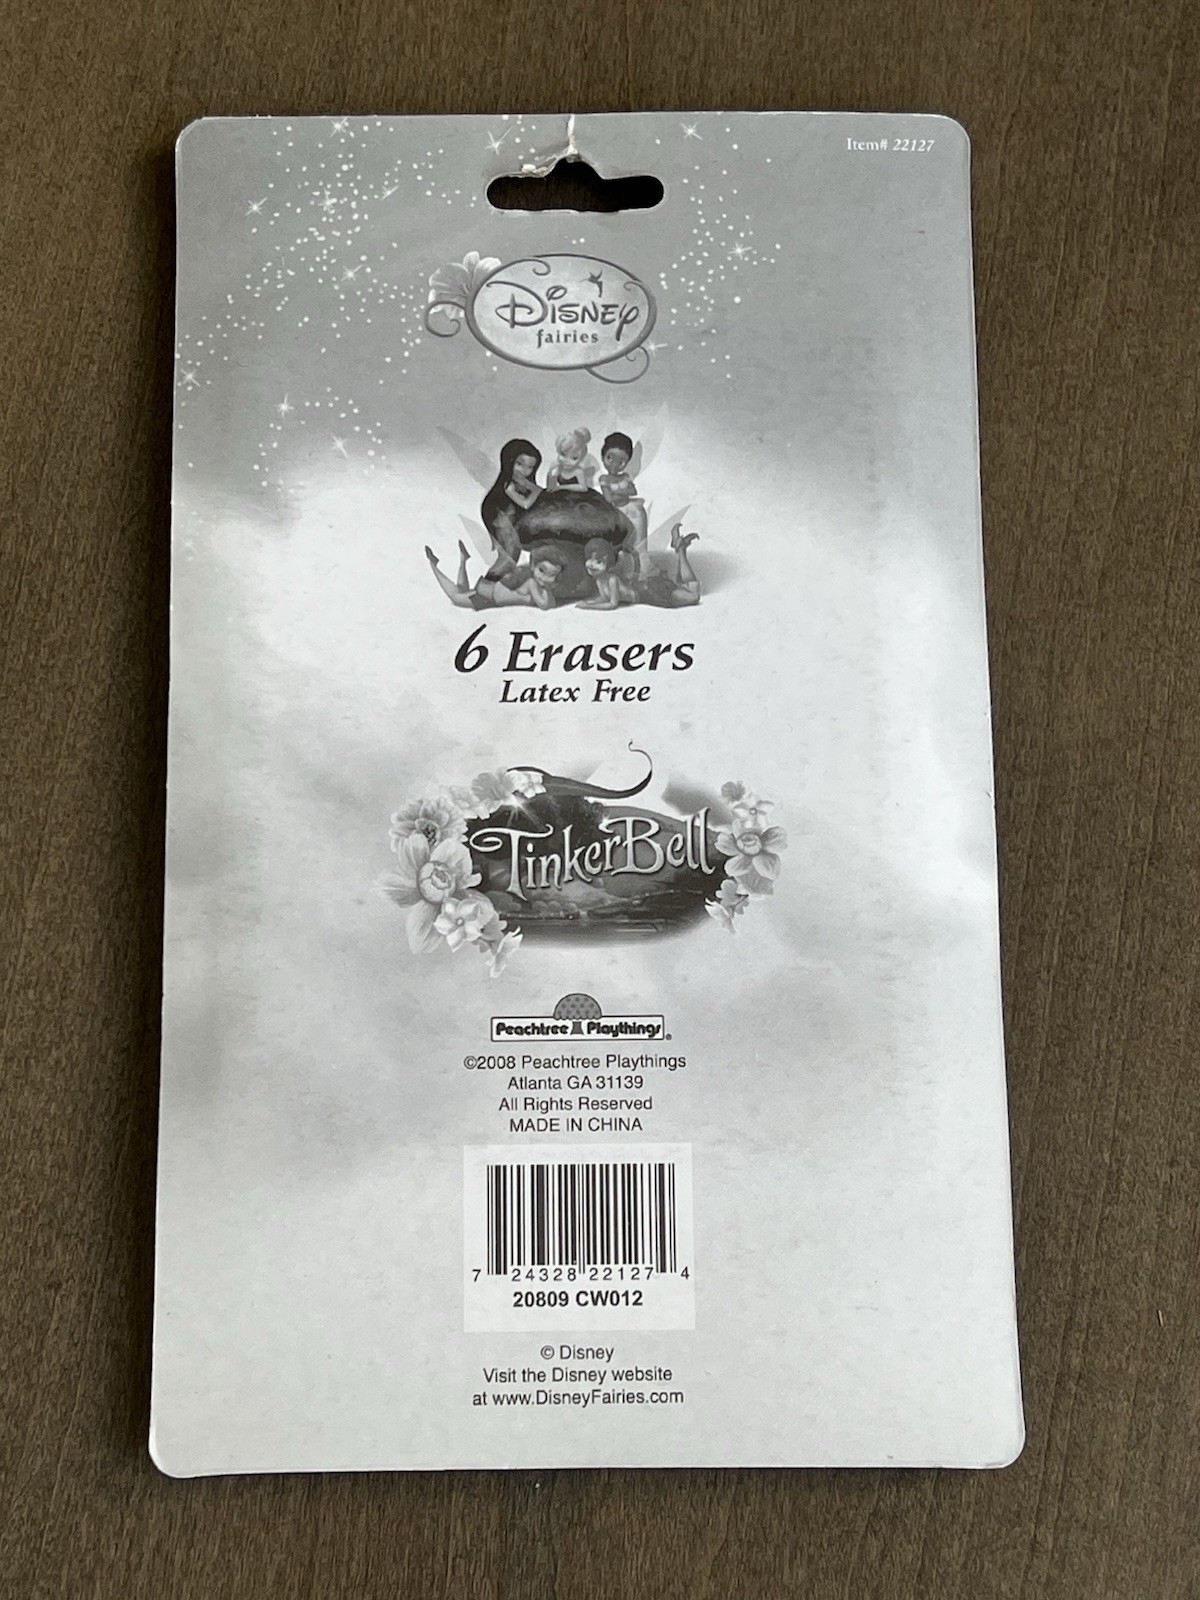 Item# 22127
Disney
fairies
6 Erasers
Latex Free
TinkerBell
Peachtree Playthings®
©2008 Peachtree Playthings
Atlanta GA 31139
All Rights Reserved
MADE IN CHINA
7 24328 22127 4
20809 CW012
© Disney
Visit the Disney website
at www.DisneyFairies.com